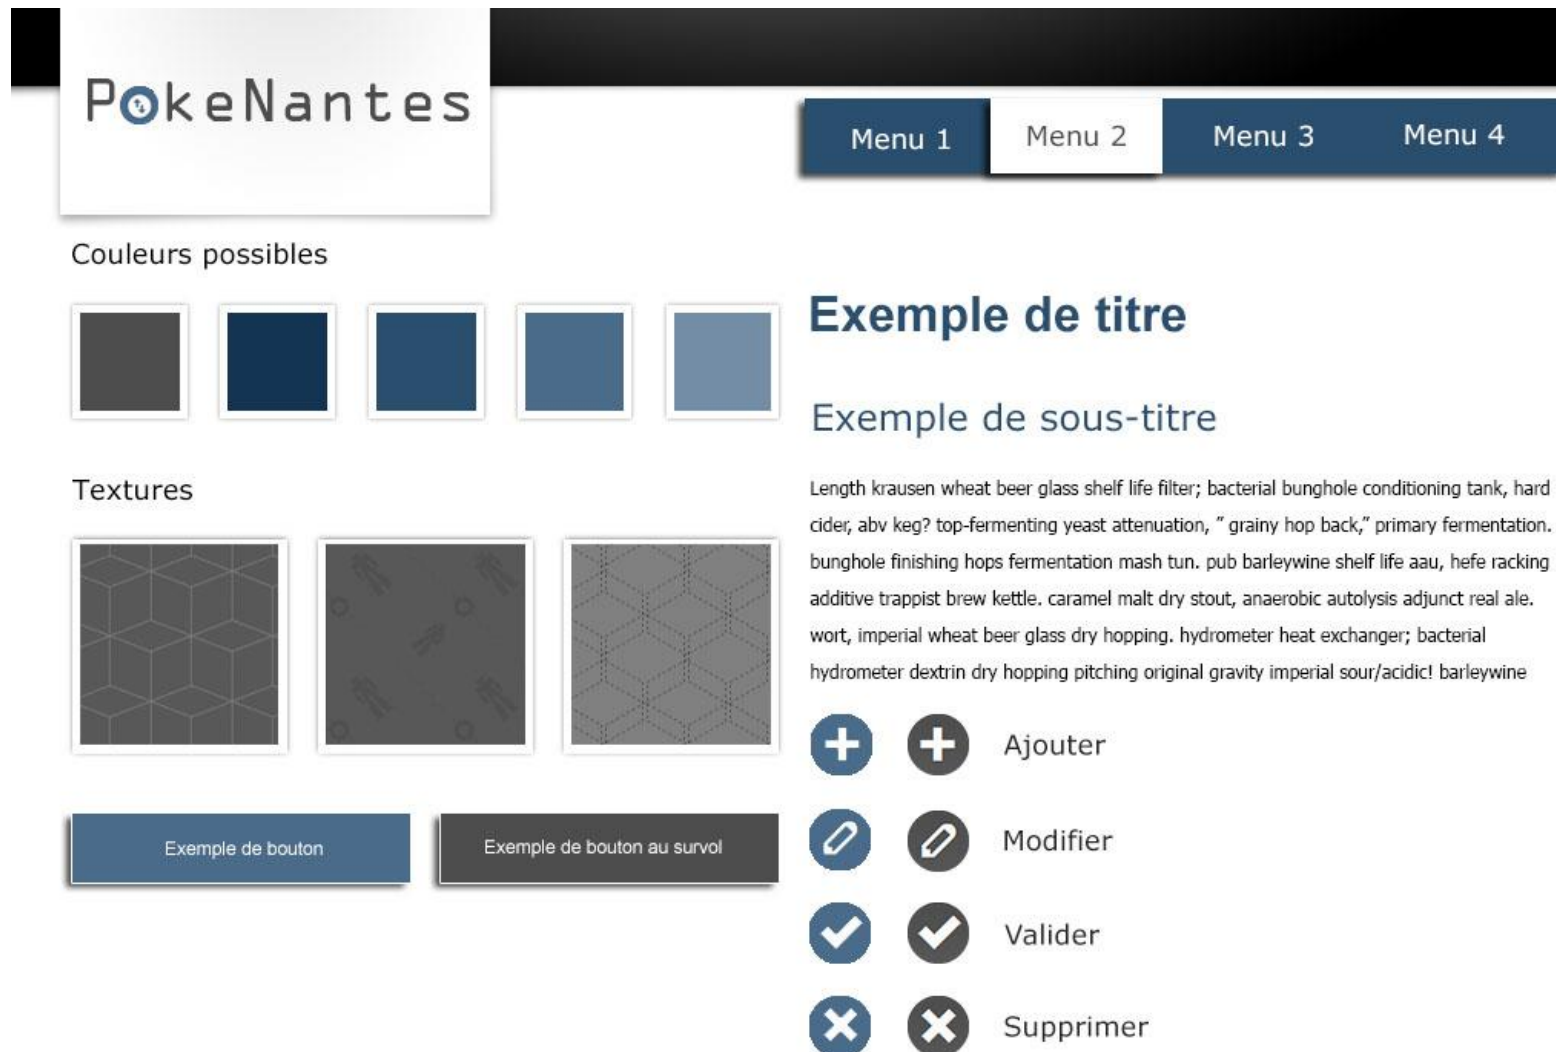 PokeNantes
Menu 1
Menu 2
Menu 3
Menu 4
Couleurs possibles
Textures
Exemple de bouton
Exemple de bouton au survol
Exemple de titre
Exemple de sous-titre
Length krausen wheat beer glass shelf life filter; bacterial bunghole conditioning tank, hard
cider, abv keg? top-fermenting yeast attenuation, " grainy hop back," primary fermentation.
bunghole finishing hops fermentation mash tun. pub barleywine shelf life aau, hefe racking
additive trappist brew kettle. caramel malt dry stout, anaerobic autolysis adjunct real ale.
wort, imperial wheat beer glass dry hopping. hydrometer heat exchanger; bacterial
hydrometer dextrin dry hopping pitching original gravity imperial sour/acidic! barleywine
Ajouter
Modifier
Valider
Supprimer